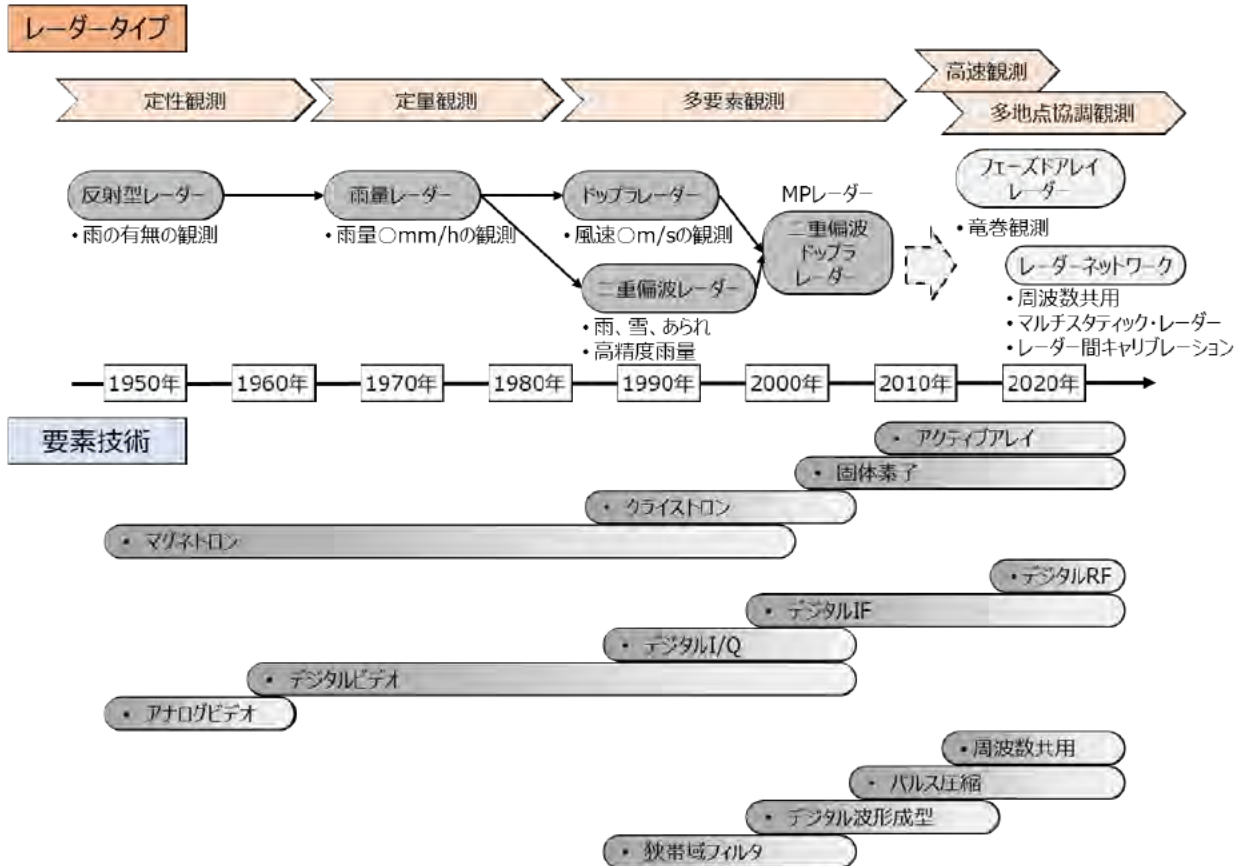 レーダータイプ
定性観測
定量観測
多要素観測
高速観測
多地点協調観測
反射型レーダー
・雨の有無の観測
雨量レーダー
・雨量○mm/hの観測
ドップラレーダー
・風速○m/sの観測
二重偏波レーダー
・雨、雪、あられ
・高精度雨量
MPレーダー
二重偏波
ドップラ
レーダー
フェーズドアレイ
レーダー
・竜巻観測
レーダーネットワーク
・周波数共用
・マルチスタティック・レーダー
・レーダー間キャリブレーション
1950年
1960年
1970年
1980年
1990年
2000年
2010年
2020年
要素技術
・アクティブアレイ
・固体素子
・クライストロン
・マグネトロン
・デジタルRF
・デジタルIF
・デジタルI/Q
・デジタルビデオ
・アナログビデオ
・周波数共用
・パルス圧縮
・デジタル波形成型
・狭帯域フィルタ